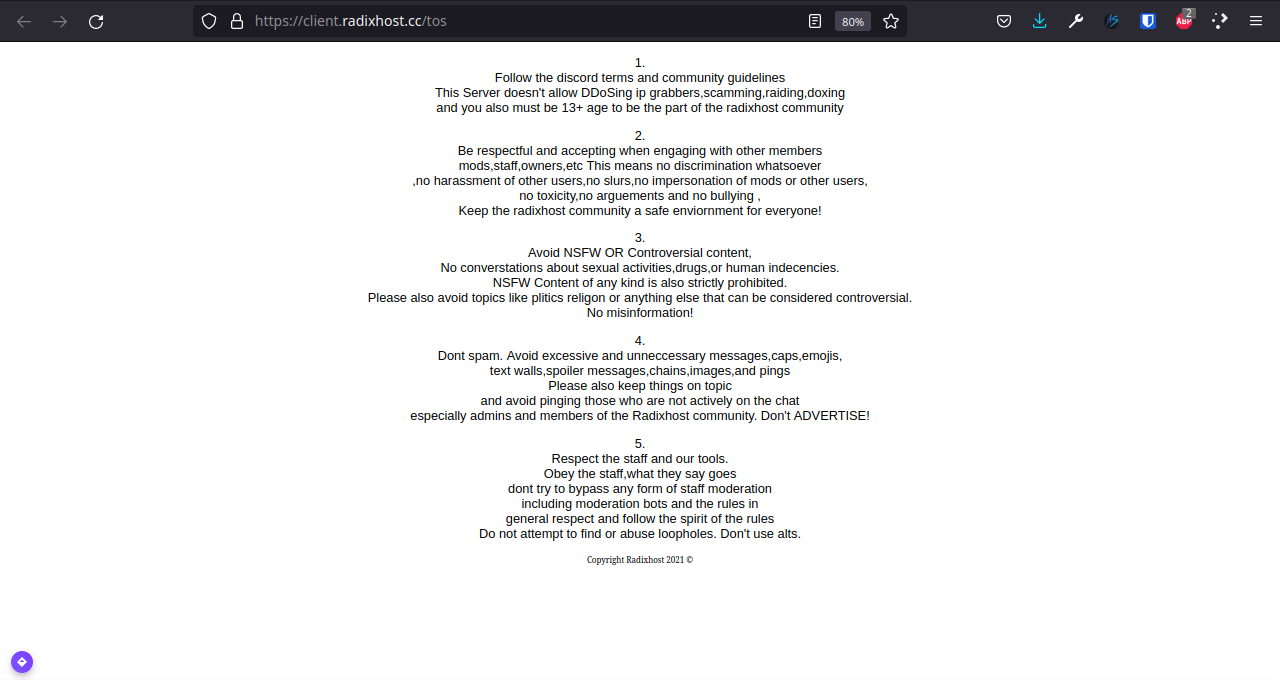 https://client.radixhost.cc/tos
80%
ABP
2
1.
Follow the discord terms and community guidelines
This Server doesn't allow DDoSing ip grabbers,scamming,raiding,doxing
and you also must be 13+ age to be the part of the radixhost community
2.
Be respectful and accepting when engaging with other members
mods,staff,owners,etc This means no discrimination whatsoever
,no harassment of other users,no slurs,no impersonation of mods or other users,
no toxicity,no arguements and no bullying ,
Keep the radixhost community a safe enviornment for everyone!
3.
Avoid NSFW OR Controversial content,
No converstations about sexual activities,drugs,or human indecencies.
NSFW Content of any kind is also strictly prohibited.
Please also avoid topics like plitics religon or anything else that can be considered controversial.
No misinformation!
4.
Dont spam. Avoid excessive and unneccessary messages,caps,emojis,
text walls,spoiler messages,chains,images,and pings
Please also keep things on topic
and avoid pinging those who are not actively on the chat
especially admins and members of the Radixhost community. Don't ADVERTISE!
5.
Respect the staff and our tools.
Obey the staff,what they say goes
dont try to bypass any form of staff moderation
including moderation bots and the rules in
general respect and follow the spirit of the rules
Do not attempt to find or abuse loopholes. Don't use alts.
Copyright Radixhost 2021 ©